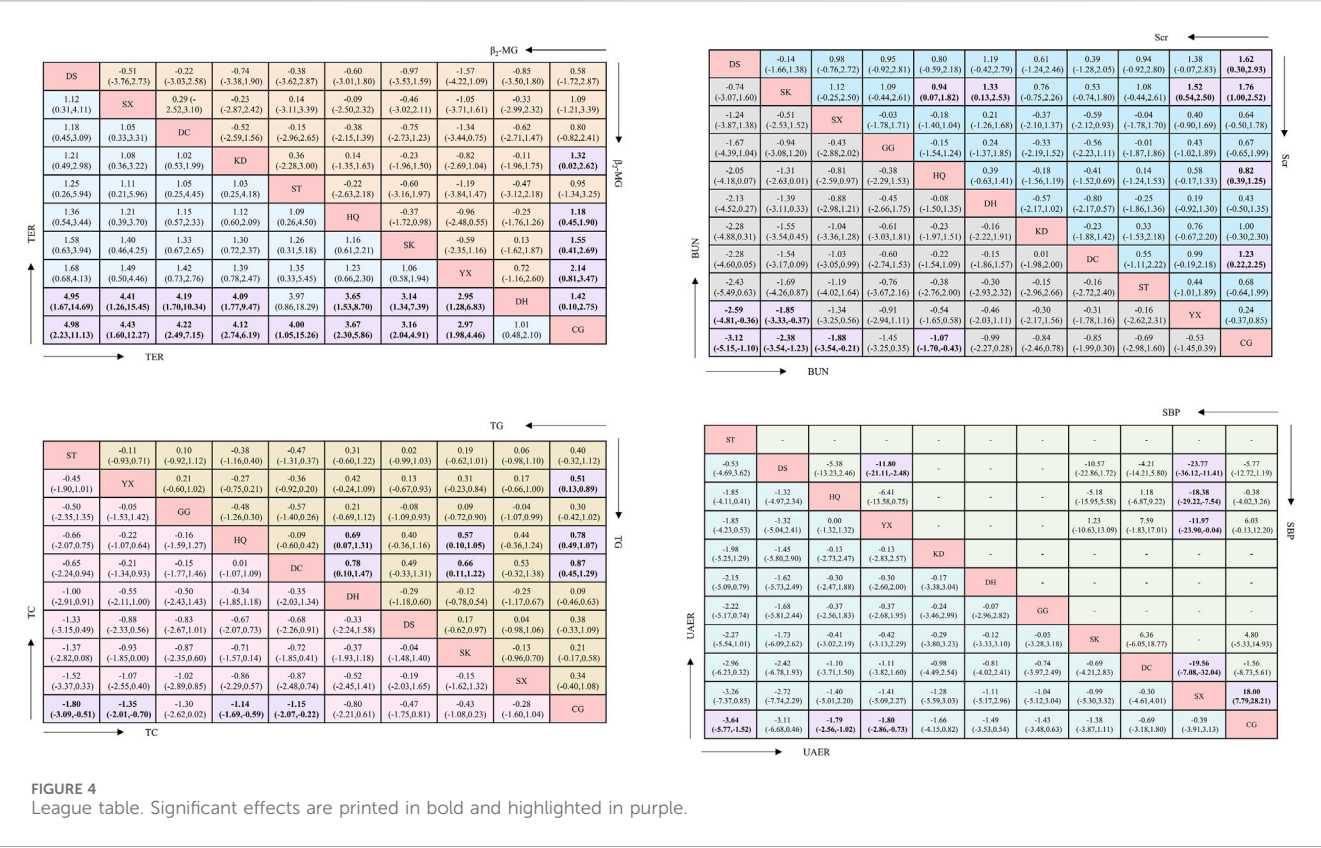 β2-MG
DS -0.51 -0.22 -0.74 -0.38 -0.60 -0.97 -1.57 -0.85 0.58
(-3.76,2.73) (-3.03,2.58) (-3.38,1.90) (-3.62,2.87) (-3.01,1.80) (-3.53,1.59) (-4.22,1.09) (-3.50,1.80) (-1.72,2.87)
1.12 SX 0.29 (- -0.23 0.14 -0.09 -0.46 -1.05 -0.33 1.09
(0.31,4.11) 2.52,3.10) (-2.87,2.42) (-3.11,3.39) (-2.50,2.32) (-3.02,2.11) (-3.71,1.61) (-2.99,2.32) (-1.21,3.39)
1.18 1.05 DC -0.52 -0.15 -0.38 -0.75 -1.34 -0.62 0.80
(0.45,3.09) (0.33,3.31) (-2.59,1.56) (-2.96,2.65) (-2.15,1.39) (-2.73,1.23) (-3.44,0.75) (-2.71,1.47) (-0.82,2.41)
1.21 1.08 1.02 KD 0.36 0.14 -0.23 -0.82 -0.11 1.32
(0.49,2.98) (0.36,3.22) (0.53,1.99) (-2.28,3.00) (-1.35,1.63) (-1.96,1.50) (-2.69,1.04) (-1.96,1.75) (0.02,2.62)
1.25 1.11 1.05 1.03 ST -0.22 -0.60 -1.19 -0.47 0.95
(0.26,5.94) (0.21,5.96) (0.25,4.45) (0.25,4.18) (-2.63,2.18) (-3.16,1.97) (-3.84,1.47) (-3.12,2.18) (-1.34,3.25)
1.36 1.21 1.15 1.12 1.09 HQ -0.37 -0.96 -0.25 1.18
(0.54,3.44) (0.39,3.70) (0.57,2.33) (0.60,2.09) (0.26,4.50) (-1.72,0.98) (-2.48,0.55) (-1.76,1.26) (0.45,1.90)
1.58 1.40 1.33 1.30 1.26 1.16 SK -0.59 0.13 1.55
(0.63,3.94) (0.46,4.25) (0.67,2.65) (0.72,2.37) (0.31,5.18) (0.61,2.21) (-2.35,1.16) (-1.62,1.87) (0.41,2.69)
1.68 1.49 1.42 1.39 1.35 1.23 1.06 YX 0.72 2.14
(0.68,4.13) (0.50,4.46) (0.73,2.76) (0.78,2.47) (0.33,5.45) (0.66,2.30) (0.58,1.94) (-1.16,2.60) (0.81,3.47)
4.95 4.41 4.19 4.09 3.97 3.65 3.14 2.95 DH 1.42
(1.67,14.69) (1.26,15.45) (1.70,10.34) (1.77,9.47) (0.86,18.29) (1.53,8.70) (1.34,7.39) (1.28,6.83) (0.10,2.75)
4.98 4.43 4.22 4.12 4.00 3.67 3.16 2.97 1.01 CG
(2.23,11.13) (1.60,12.27) (2.49,7.15) (2.74,6.19) (1.05,15.26) (2.30,5.86) (2.04,4.91) (1.98,4.46) (0.48,2.10)
TER
β2-MG
TER
Scr
DS -0.14 0.98 0.95 0.80 1.19 0.61 0.39 0.94 1.38 1.62
(-1.66,1.38) (-0.76,2.72) (-0.92,2.81) (-0.59,2.18) (-0.42,2.79) (-1.24,2.46) (-1.28,2.05) (-0.92,2.80) (-0.07,2.83) (0.30,2.93)
-0.74 SK 1.12 1.09 0.94 1.33 0.76 0.53 1.08 1.52 1.76
(-3.07,1.60) (-0.25,2.50) (-0.44,2.61) (0.07,1.82) (0.13,2.53) (-0.75,2.26) (-0.74,1.80) (-0.44,2.61) (0.54,2.50) (1.00,2.52)
-1.24 -0.51 SX -0.03 -0.18 0.21 -0.37 -0.59 -0.04 0.40 0.64
(-3.87,1.38) (-2.53,1.52) (-1.78,1.71) (-1.40,1.04) (-1.26,1.68) (-2.10,1.37) (-2.12,0.93) (-1.78,1.70) (-0.90,1.69) (-0.50,1.78)
-1.67 -0.94 -0.43 GG -0.15 0.24 -0.33 -0.56 -0.01 0.43 0.67
(-4.39,1.04) (-3.08,1.20) (-2.88,2.02) (-1.54,1.24) (-1.37,1.85) (-2.19,1.52) (-2.23,1.11) (-1.87,1.86) (-1.02,1.89) (-0.65,1.99)
-2.05 -1.31 -0.81 -0.38 HQ 0.39 -0.18 -0.41 0.14 0.58 0.82
(-4.18,0.07) (-2.63,0.01) (-2.59,0.97) (-2.29,1.53) (-0.63,1.41) (-1.56,1.19) (-1.52,0.69) (-1.24,1.53) (-0.17,1.33) (0.39,1.25)
-2.13 -1.39 -0.88 -0.45 -0.08 DH -0.57 -0.80 -0.25 0.19 0.43
(-4.52,0.27) (-3.11,0.33) (-2.98,1.21) (-2.66,1.75) (-1.50,1.35) (-2.17,1.02) (-2.17,0.57) (-1.86,1.36) (-0.92,1.30) (-0.50,1.35)
-2.28 -1.55 -1.04 -0.61 -0.23 -0.16 KD -0.23 0.33 0.76 1.00
(-4.88,0.31) (-3.54,0.45) (-3.36,1.28) (-3.03,1.81) (-1.97,1.51) (-2.22,1.91) (-1.88,1.42) (-1.53,2.18) (-0.67,2.20) (-0.30,2.30)
-2.28 -1.54 -1.03 -0.60 -0.22 -0.15 0.01 DC 0.55 0.99 1.23
(-4.60,0.05) (-3.17,0.09) (-3.05,0.99) (-2.74,1.53) (-1.54,1.09) (-1.86,1.57) (-1.98,2.00) (-1.11,2.22) (-0.19,2.18) (0.22,2.25)
-2.43 -1.69 -1.19 -0.76 -0.38 -0.30 -0.15 -0.16 ST 0.44 0.68
(-5.49,0.63) (-4.26,0.87) (-4.02,1.64) (-3.67,2.16) (-2.76,2.00) (-2.93,2.32) (-2.96,2.66) (-2.72,2.40) (-1.01,1.89) (-0.64,1.99)
-2.59 -1.85 -1.34 -0.91 -0.54 -0.46 -0.30 -0.31 -0.16 YX 0.24
(-4.81,-0.36) (-3.33,-0.37) (-3.25,0.56) (-2.94,1.11) (-1.65,0.58) (-2.03,1.11) (-2.17,1.56) (-1.78,1.16) (-2.62,2.31) (-0.37,0.85)
-3.12 -2.38 -1.88 -1.45 -1.07 -0.99 -0.84 -0.85 -0.69 -0.53 CG
(-5.15,-1.10) (-3.54,-1.23) (-3.54,-0.21) (-3.25,0.35) (-1.70,-0.43) (-2.27,0.28) (-2.46,0.78) (-1.99,0.30) (-2.98,1.60) (-1.45,0.39)
BUN
Scr
BUN
TG
ST -0.11 0.10 -0.38 -0.47 0.31 0.02 0.19 0.06 0.40
(-0.93,0.71) (-0.92,1.12) (-1.16,0.40) (-1.31,0.37) (-0.60,1.22) (-0.99,1.03) (-0.62,1.01) (-0.98,1.10) (-0.32,1.12)
-0.45 YX 0.21 -0.27 -0.36 0.42 0.13 0.31 0.17 0.51
(-1.90,1.01) (-0.60,1.02) (-0.75,0.21) (-0.92,0.20) (-0.24,1.09) (-0.67,0.93) (-0.23,0.84) (-0.66,1.00) (0.13,0.89)
-0.50 -0.05 GG -0.48 -0.57 0.21 -0.08 0.09 -0.04 0.30
(-2.35,1.35) (-1.53,1.42) (-1.26,0.30) (-1.40,0.26) (-0.69,1.12) (-1.09,0.93) (-0.72,0.90) (-1.07,0.99) (-0.42,1.02)
-0.66 -0.22 -0.16 HQ -0.09 0.69 0.40 0.57 0.44 0.78
(-2.07,0.75) (-1.07,0.64) (-1.59,1.27) (-0.60,0.42) (0.07,1.31) (-0.36,1.16) (0.10,1.05) (-0.36,1.24) (0.49,1.07)
-0.65 -0.21 -0.15 0.01 DC 0.78 0.49 0.66 0.53 0.87
(-2.24,0.94) (-1.34,0.93) (-1.77,1.46) (-1.07,1.09) (0.10,1.47) (-0.33,1.31) (0.11,1.22) (-0.32,1.38) (0.45,1.29)
-1.00 -0.55 -0.50 -0.34 -0.35 DH -0.29 -0.12 -0.25 0.09
(-2.91,0.91) (-2.11,1.00) (-2.43,1.43) (-1.85,1.18) (-2.03,1.34) (-1.18,0.60) (-0.78,0.54) (-1.17,0.67) (-0.46,0.63)
-1.33 -0.88 -0.83 -0.67 -0.68 -0.33 DS 0.17 0.04 0.38
(-3.15,0.49) (-2.33,0.56) (-2.67,1.01) (-2.07,0.73) (-2.26,0.91) (-2.24,1.58) (-0.62,0.97) (-0.98,1.06) (-0.33,1.09)
-1.37 -0.93 -0.87 -0.71 -0.72 -0.37 -0.04 SK -0.13 0.21
(-2.82,0.08) (-1.85,0.00) (-2.35,0.60) (-1.57,0.14) (-1.85,0.41) (-1.93,1.18) (-1.48,1.40) (-0.96,0.70) (-0.17,0.58)
-1.52 -1.07 -1.02 -0.86 -0.87 -0.52 -0.19 -0.15 SX 0.34
(-3.37,0.33) (-2.55,0.40) (-2.89,0.85) (-2.29,0.57) (-2.48,0.74) (-2.45,1.41) (-2.03,1.65) (-1.62,1.32) (-0.40,1.08)
-1.80 -1.35 -1.30 -1.14 -1.15 -0.80 -0.47 -0.43 -0.28 CG
(-3.09,-0.51) (-2.01,-0.70) (-2.62,0.02) (-1.69,-0.59) (-2.07,-0.22) (-2.21,0.61) (-1.75,0.81) (-1.08,0.23) (-1.60,1.04)
TC
TG
TC
SBP
ST - - - - - - - - - -
-0.53 DS -5.38 -11.80 - - - -10.57 -4.21 -23.77 -5.77
(-4.69,3.62) (-13.23,2.46) (-21.11,-2.48) (-22.86,1.72) (-14.21,5.80) (-36.12,-11.41) (-12.72,1.19)
-1.85 -1.32 HQ -6.41 - - - -5.18 1.18 -18.38 -0.38
(-4.11,0.41) (-4.97,2.34) (-13.58,0.75) (-15.95,5.58) (-6.87,9.22) (-29.22,-7.54) (-4.02,3.26)
-1.85 -1.32 0.00 YX - - - 1.23 7.59 -11.97 6.03
(-4.23,0.53) (-5.04,2.41) (-1.32,1.32) (-10.63,13.09) (-1.83,17.01) (-23.90,-0.04) (-0.13,12.20)
-1.98 -1.45 -0.13 -0.13 KD - - - - - -
(-5.25,1.29) (-5.80,2.90) (-2.73,2.47) (-2.83,2.57)
-2.15 -1.62 -0.30 -0.30 -0.17 DH - - - - -
(-5.09,0.79) (-5.73,2.49) (-2.47,1.88) (-2.60,2.00) (-3.38,3.04)
-2.22 -1.68 -0.37 -0.37 -0.24 -0.07 GG - - - -
(-5.17,0.74) (-5.81,2.44) (-2.56,1.83) (-2.68,1.95) (-3.46,2.99) (-2.96,2.82)
-2.27 -1.73 -0.41 -0.42 -0.29 -0.12 -0.05 SK 6.36 - 4.80
(-5.54,1.01) (-6.09,2.62) (-3.02,2.19) (-3.13,2.29) (-3.80,3.23) (-3.33,3.10) (-3.28,3.18) (-6.05,18.77) (-5.33,14.93)
-2.96 -2.42 -1.10 -1.11 -0.98 -0.81 -0.74 -0.69 DC -19.56 -1.56
(-5.85,0.07) (-6.78,1.93) (-3.71,1.50) (-3.82,1.60) (-4.49,2.54) (-4.02,2.41) (-3.97,2.49) (-4.21,2.83) (-7.08,-32.04) (-8.73,5.61)
-3.26 -2.72 -1.40 -1.41 -1.28 -1.11 -1.04 -0.99 -0.30 SX 18.00
(-7.37,0.85) (-7.74,2.29) (-5.01,2.20) (-5.09,2.27) (-5.59,3.03) (-5.17,2.96) (-5.12,3.04) (-5.30,3.32) (-4.61,4.01) (7.79,28.21)
-3.64 -3.11 -1.79 -1.80 -1.66 -1.49 -1.43 -1.38 -0.69 -0.39 CG
(-5.77,-1.52) (-6.68,0.46) (-2.56,-1.02) (-2.86,-0.73) (-4.15,0.82) (-3.53,0.54) (-3.48,0.63) (-3.87,1.11) (-3.18,1.80) (-3.91,3.13)
UAER
SBP
UAER
FIGURE 4
League table. Significant effects are printed in bold and highlighted in purple.